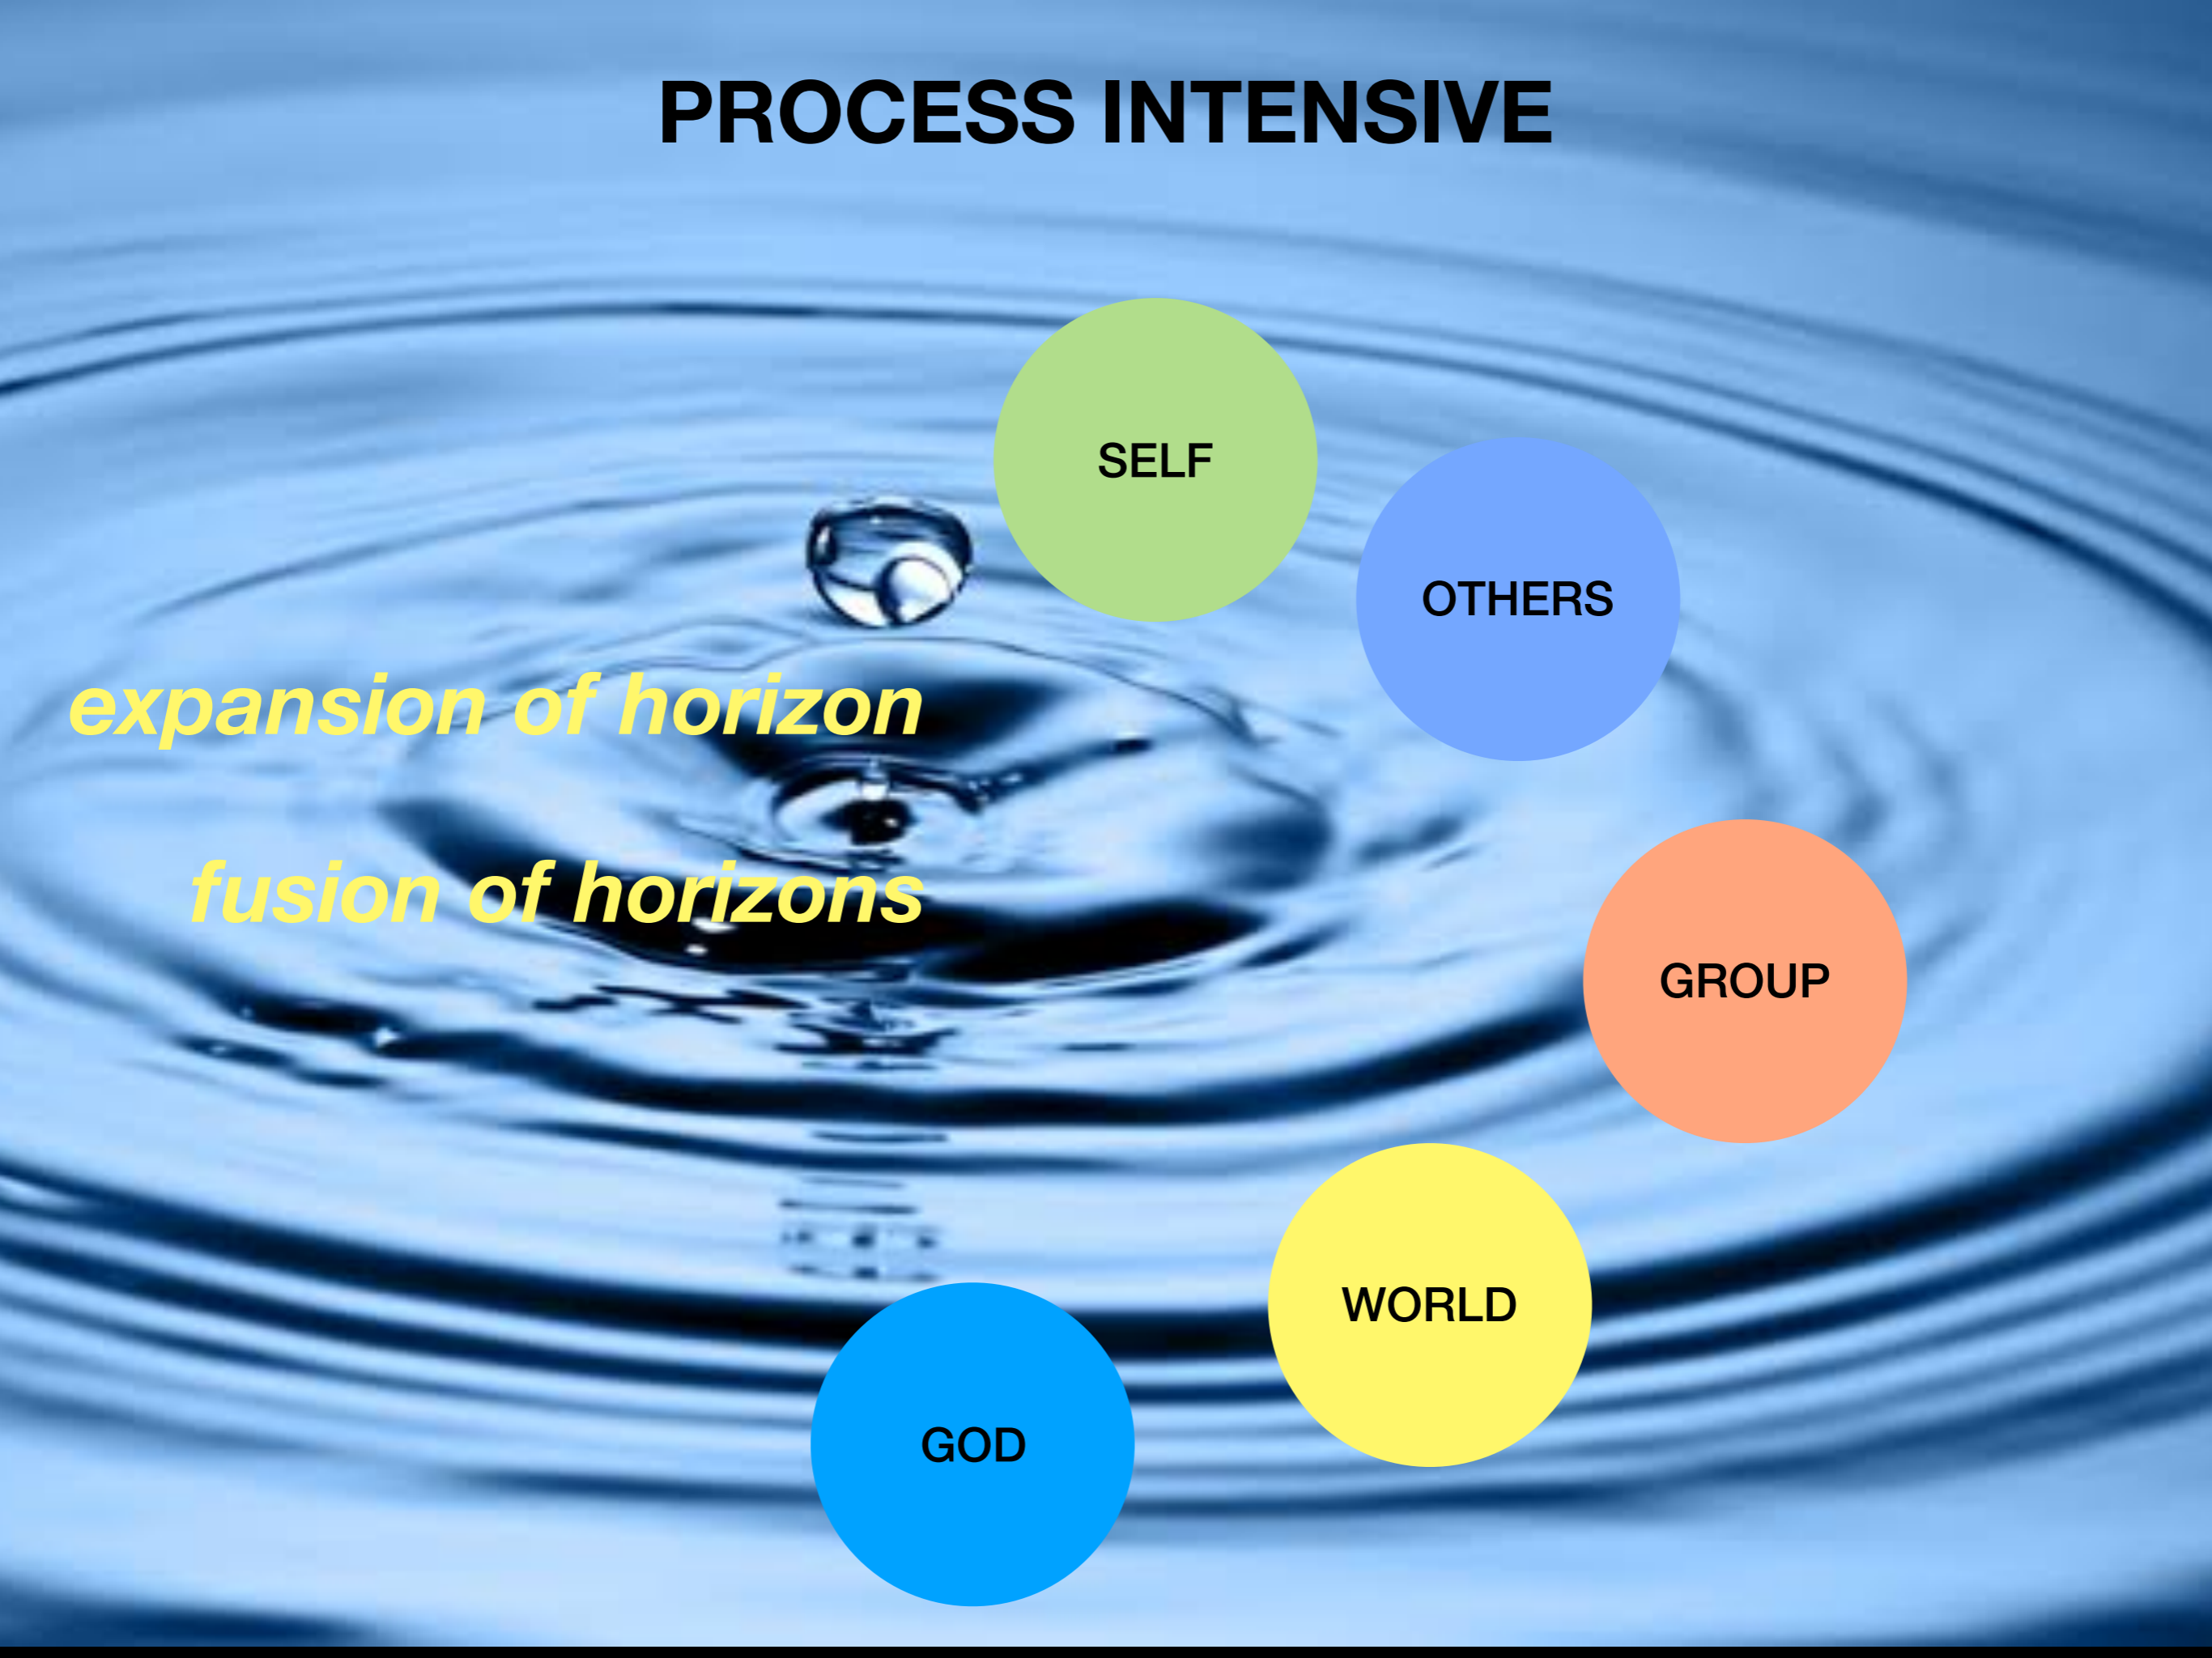 PROCESS INTENSIVE
SELF
OTHERS
expansion of horizon
fusion of horizons
GROUP
WORLD
GOD